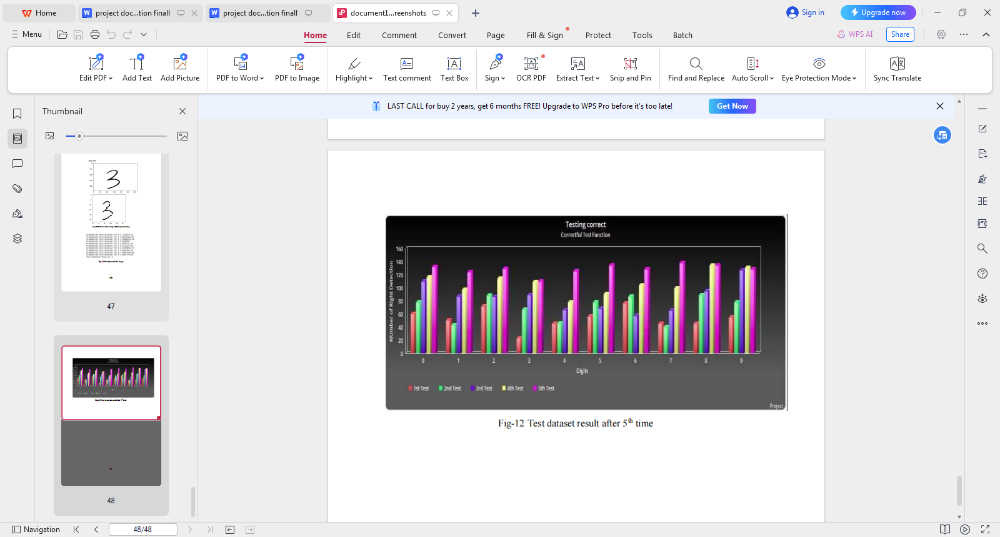 Home project doc...tion finall project doc...tion finall document1...reenshots Sign in Upgrade now
Menu Home Edit Comment Convert Page Fill & Sign Protect Tools Batch WPS AI Share
Edit PDF Add Text Add Picture PDF to Word PDF to Image Highlight Text comment Text Box Sign OCR PDF Extract Text Snip and Pin Find and Replace Auto Scroll Eye Protection Mode Sync Translate
LAST CALL for buy 2 years, get 6 months FREE! Upgrade to WPS Pro before it's too late! Get Now
Thumbnail
3
3
47
48
Testing correct
Correctful Test Function
NUmber of Right Detection
160
140
120
100
80
60
40
20
0
0 1 2 3 4 5 6 7 8 9
Digits
1st Test 2nd Test 3rd Test 4th Test 5th Test
Project
Fig-12 Test dataset result after 5th time
Navigation 48/48